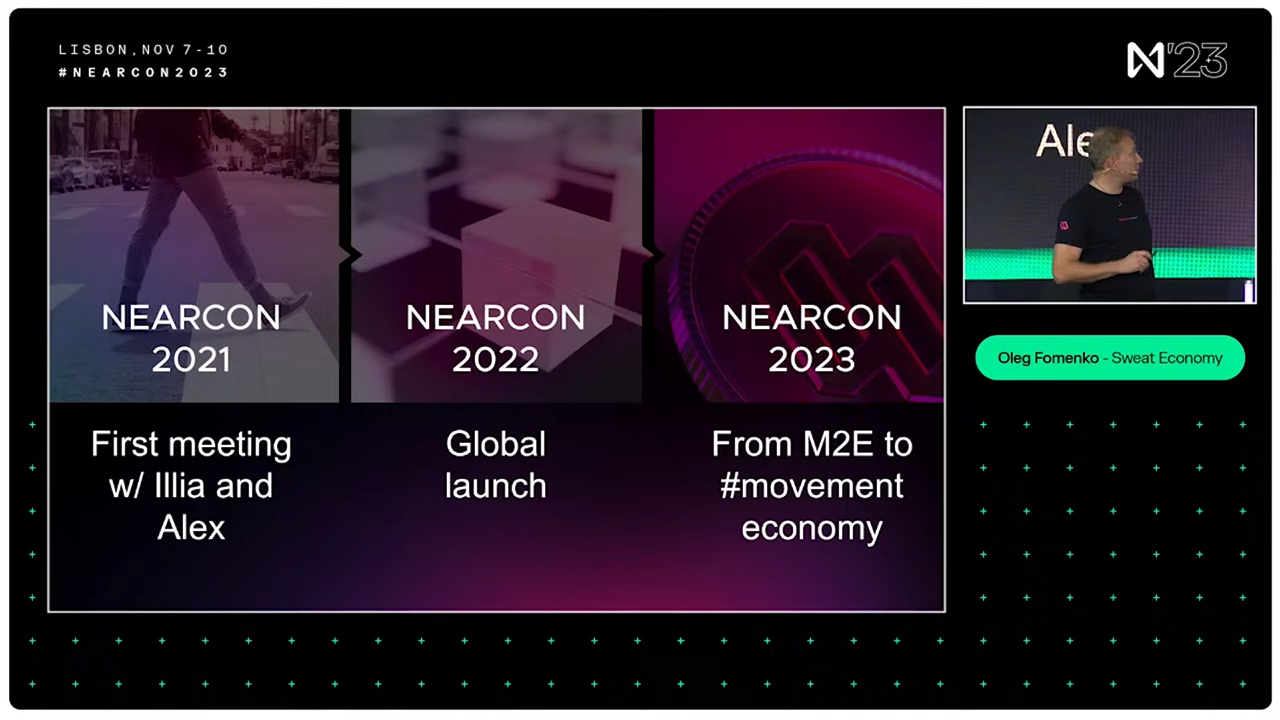 LISBON, NOV 7-10
#NEARCON2023
N'23
NEARCON
2021
NEARCON
2022
NEARCON
2023
First meeting
w/ Illia and
Alex
Global
launch
From M2E to
#movement
economy
Ale
Oleg Fomenko - Sweat Economy